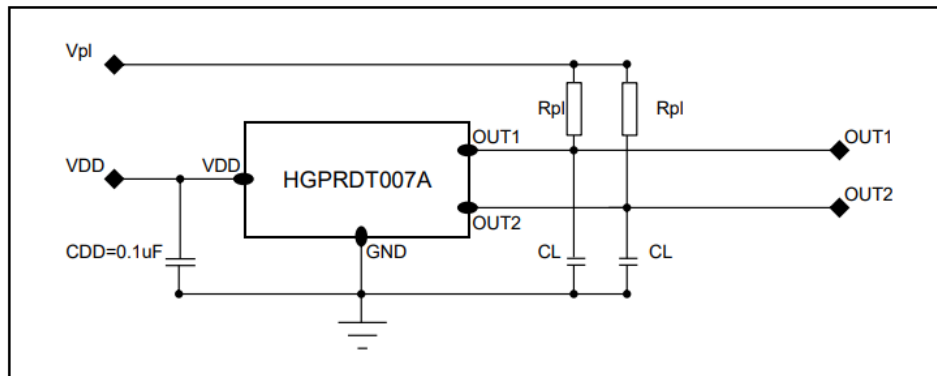 Vpl
Rpl
Rpl
OUT1
OUT1
VDD
VDD
HGPRDT007A
OUT2
OUT2
GND
CDD=0.1uF
CL
CL